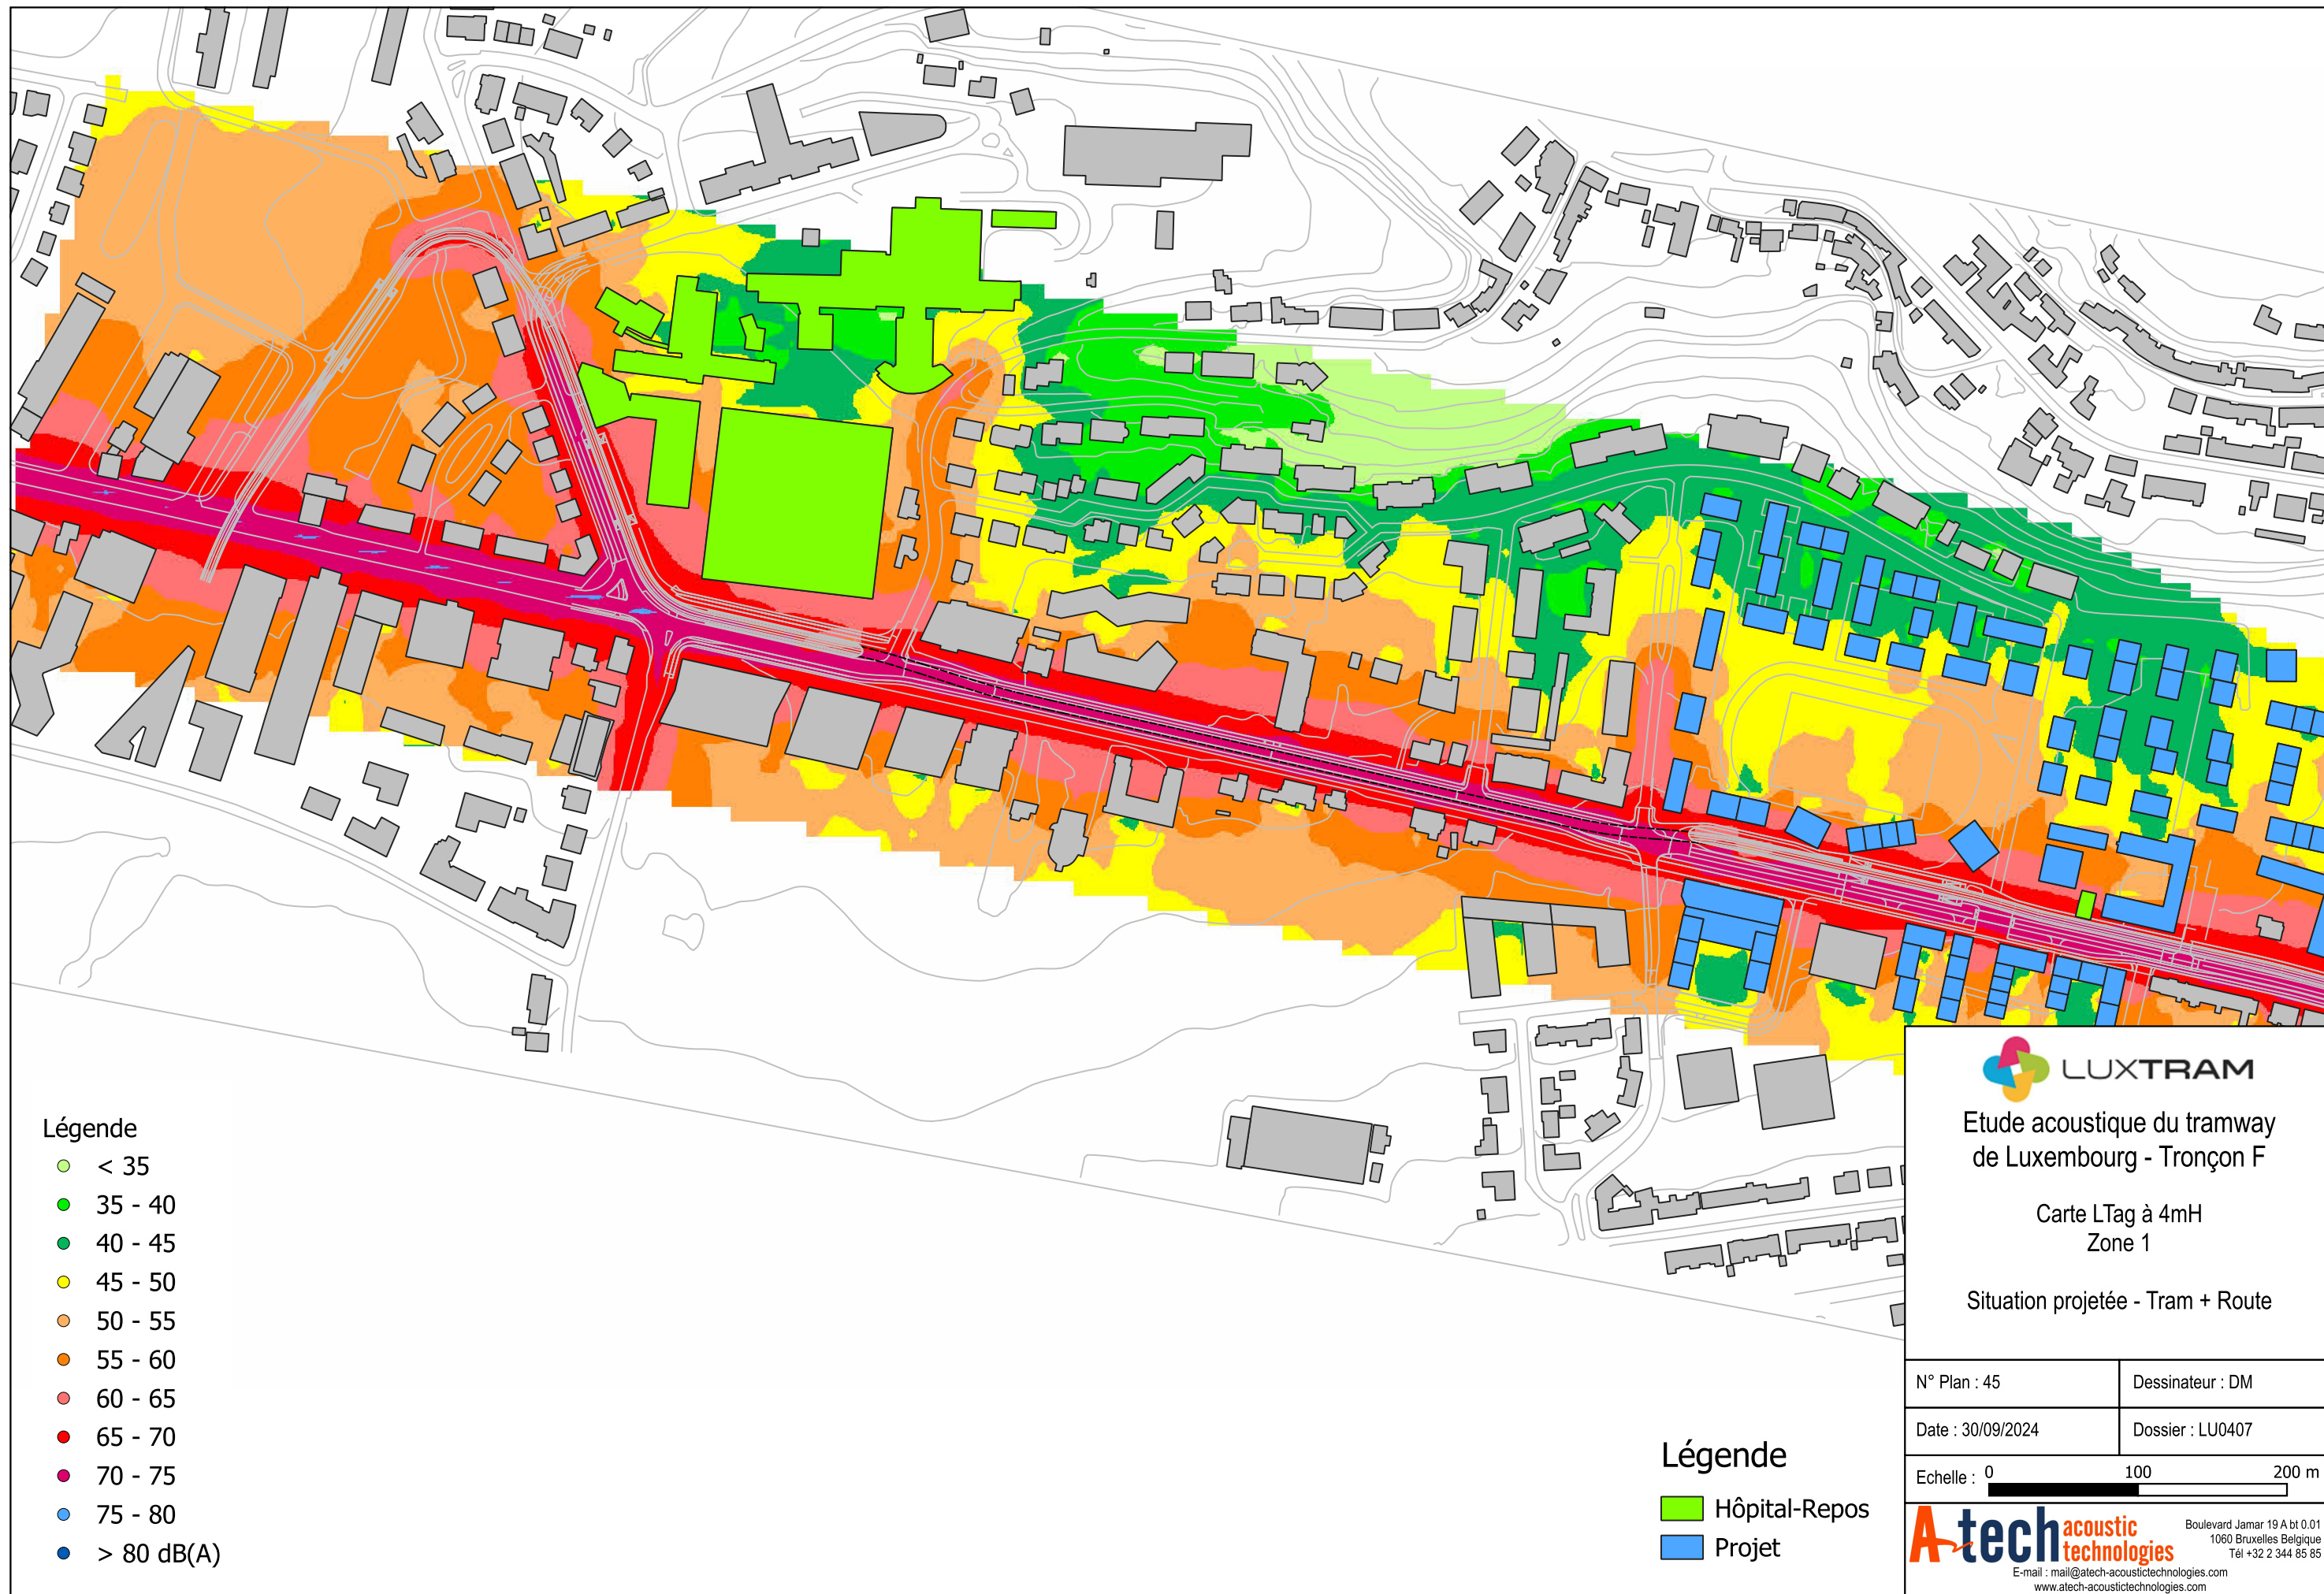 Légende
< 35
35 - 40
40 - 45
45 - 50
50 - 55
55 - 60
60 - 65
65 - 70
70 - 75
75 - 80
> 80 dB(A)
Légende
Hôpital-Repos
Projet
LUXTRAM
Etude acoustique du tramway
de Luxembourg - Tronçon F
Carte LTag à 4mH
Zone 1
Situation projetée - Tram + Route
N° Plan : 45
Dessinateur : DM
Date : 30/09/2024
Dossier : LU0407
Echelle : 0 100 200 m
A-tech acoustic
technologies
Boulevard Jamar 19 A bt 0.01
1060 Bruxelles Belgique
Tél +32 2 344 85 85
E-mail : mail@atech-acoustictechnologies.com
www.atech-acoustictechnologies.com